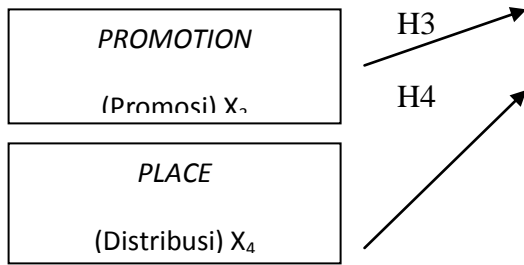 PROMOTION
H3
(Promosi) X₃
H4
PLACE
(Distribusi) X₄